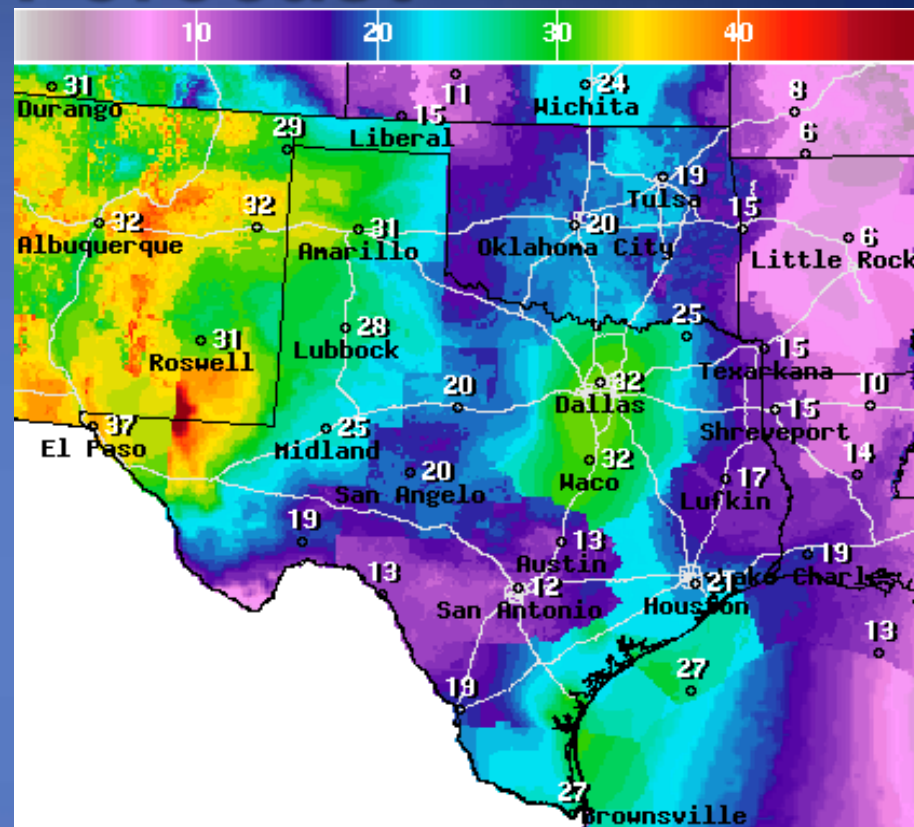 10 20 30 40
31
Durango
11
24
Wichita
8
15
Liberal
29
6
19
Tulsa
32
Albuquerque
32
31
Amarillo
20
Oklahoma City
15
6
Little Rock
31
Roswell
28
Lubbock
25
15
Texarkana
32
Dallas
20
10
15
Shreveport
37
El Paso
25
Midland
20
San Angelo
32
Waco
17
Lufkin
14
19
13
Austin
19
Lake Charles
13
12
San Antonio
21
Houston
13
27
19
27
Brownsville